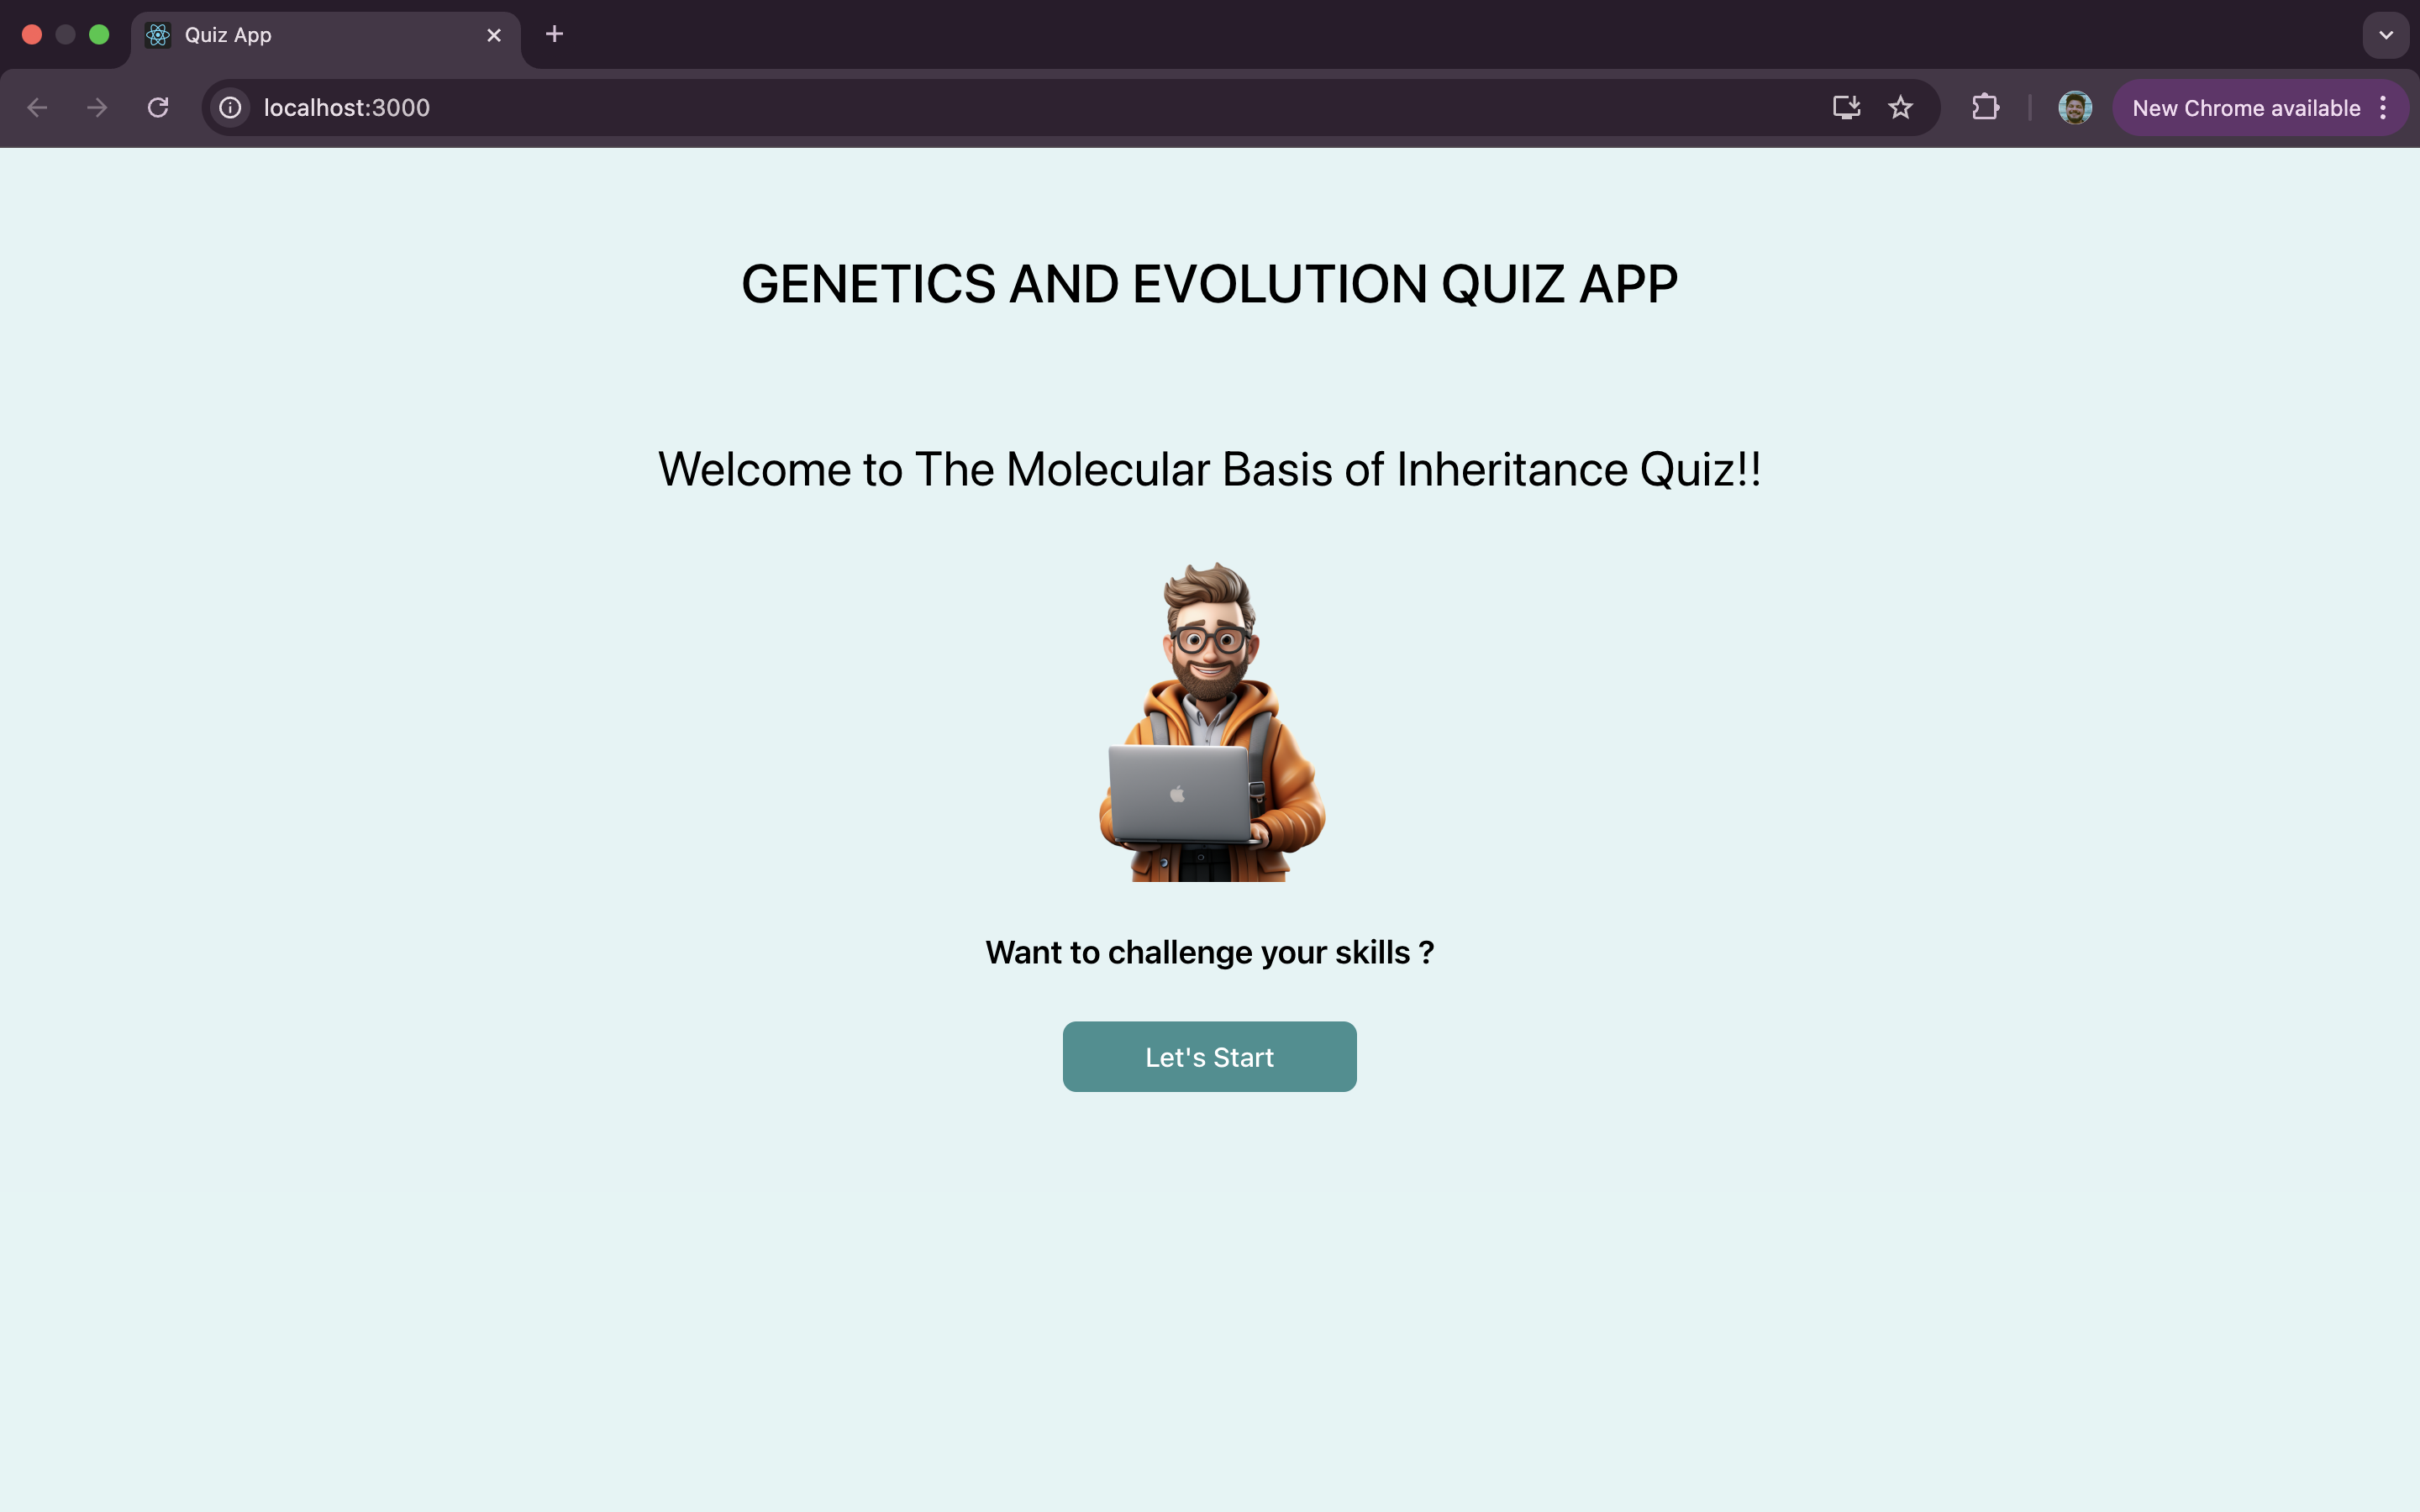 Quiz App
localhost:3000
New Chrome available
GENETICS AND EVOLUTION QUIZ APP
Welcome to The Molecular Basis of Inheritance Quiz!!
Want to challenge your skills ?
Let's Start